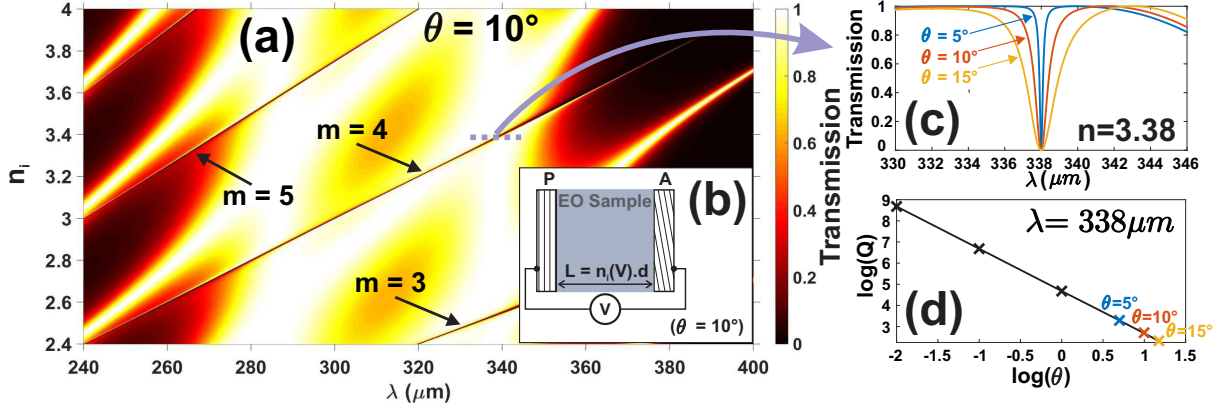 (a)
θ = 10°
n_i
4
3.8
3.6
3.4
3.2
3
2.8
2.6
2.4
m = 4
m = 5
m = 3
240
260
280
300
320
340
360
380
400
λ (μm)
P
A
(b)
EO Sample
L = n_i(V).d
V
(θ = 10°)
1
0.8
0.6
0.4
0.2
0
Transmission
Transmission
1
0.8
0.6
0.4
0.2
0
θ = 5°
θ = 10°
θ = 15°
(c)
n=3.38
330
332
334
336
338
340
342
344
346
λ(μm)
log(Q)
9
8
7
6
5
4
3
λ= 338μm
(d)
θ=5°
θ=10°
θ=15°
-2
-1.5
-1
-0.5
0
0.5
1
1.5
log(θ)